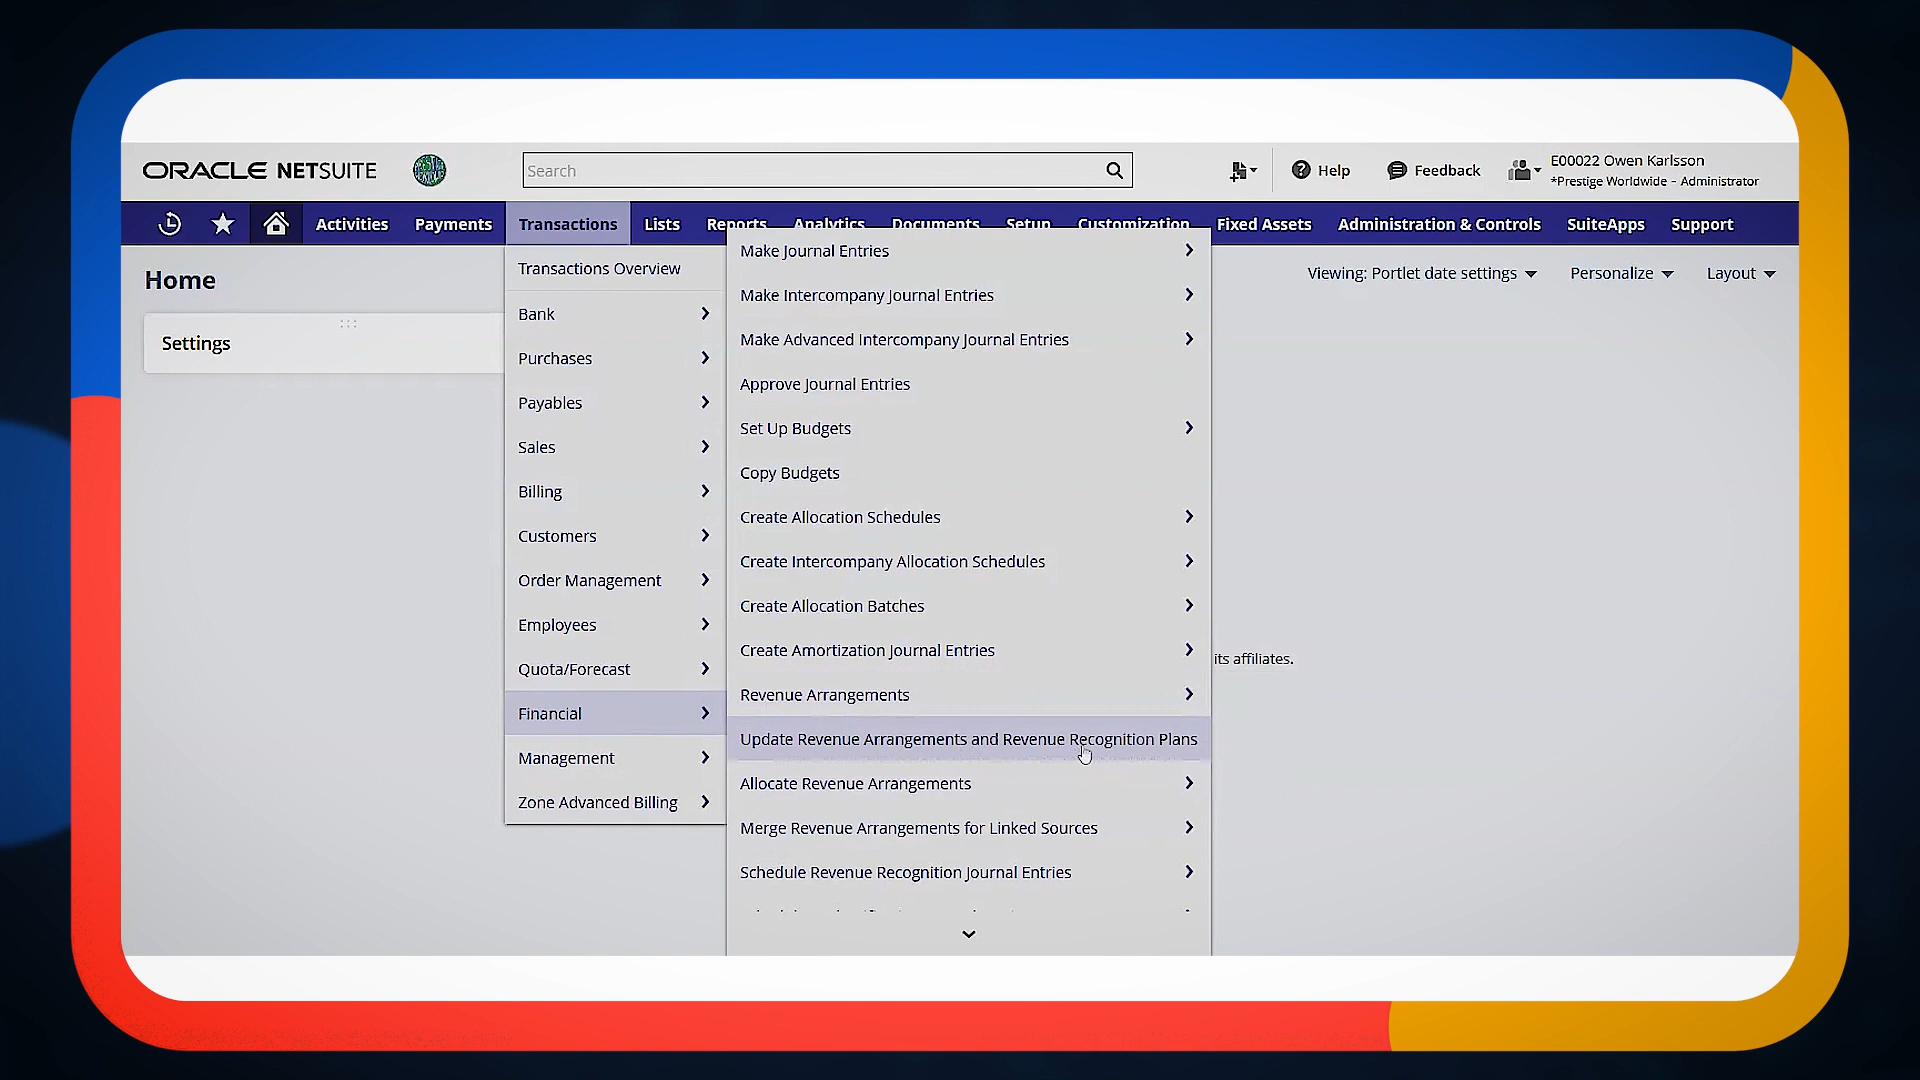 ORACLE NETSUITE
Search
Help
Feedback
E00022 Owen Karlsson
*Prestige Worldwide - Administrator
Activities
Payments
Transactions
Lists
Reports
Analytics
Documents
Setup
Customization
Fixed Assets
Administration & Controls
SuiteApps
Support
Home
Viewing: Portlet date settings
Personalize
Layout
Settings
Transactions Overview
Bank
Purchases
Payables
Sales
Billing
Customers
Order Management
Employees
Quota/Forecast
Financial
Management
Zone Advanced Billing
Make Journal Entries
Make Intercompany Journal Entries
Make Advanced Intercompany Journal Entries
Approve Journal Entries
Set Up Budgets
Copy Budgets
Create Allocation Schedules
Create Intercompany Allocation Schedules
Create Allocation Batches
Create Amortization Journal Entries
Revenue Arrangements
Update Revenue Arrangements and Revenue Recognition Plans
Allocate Revenue Arrangements
Merge Revenue Arrangements for Linked Sources
Schedule Revenue Recognition Journal Entries
its affiliates.